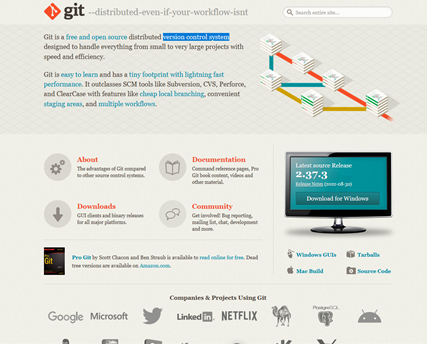 git --distributed-even-if-your-workflow-isnt
Search entire site...
Git is a free and open source distributed version control system
designed to handle everything from small to very large projects with
speed and efficiency.
Git is easy to learn and has a tiny footprint with lightning fast
performance. It outclasses SCM tools like Subversion, CVS, Perforce,
and ClearCase with features like cheap local branching, convenient
staging areas, and multiple workflows.
About
The advantages of Git compared
to other source control systems.
Documentation
Command reference pages, Pro
Git book content, videos and
other material.
Downloads
GUI clients and binary releases
for all major platforms.
Community
Get involved! Bug reporting,
mailing list, chat, development
and more.
Pro Git by Scott Chacon and Ben Straub is available to read online for free. Dead
tree versions are available on Amazon.com.
Latest source Release
2.37.3
Release Notes (2022-08-30)
Download for Windows
Windows GUIs
Tarballs
Mac Build
Source Code
Companies & Projects Using Git
Google
Microsoft
LinkedIn
NETFLIX
PostgreSQL